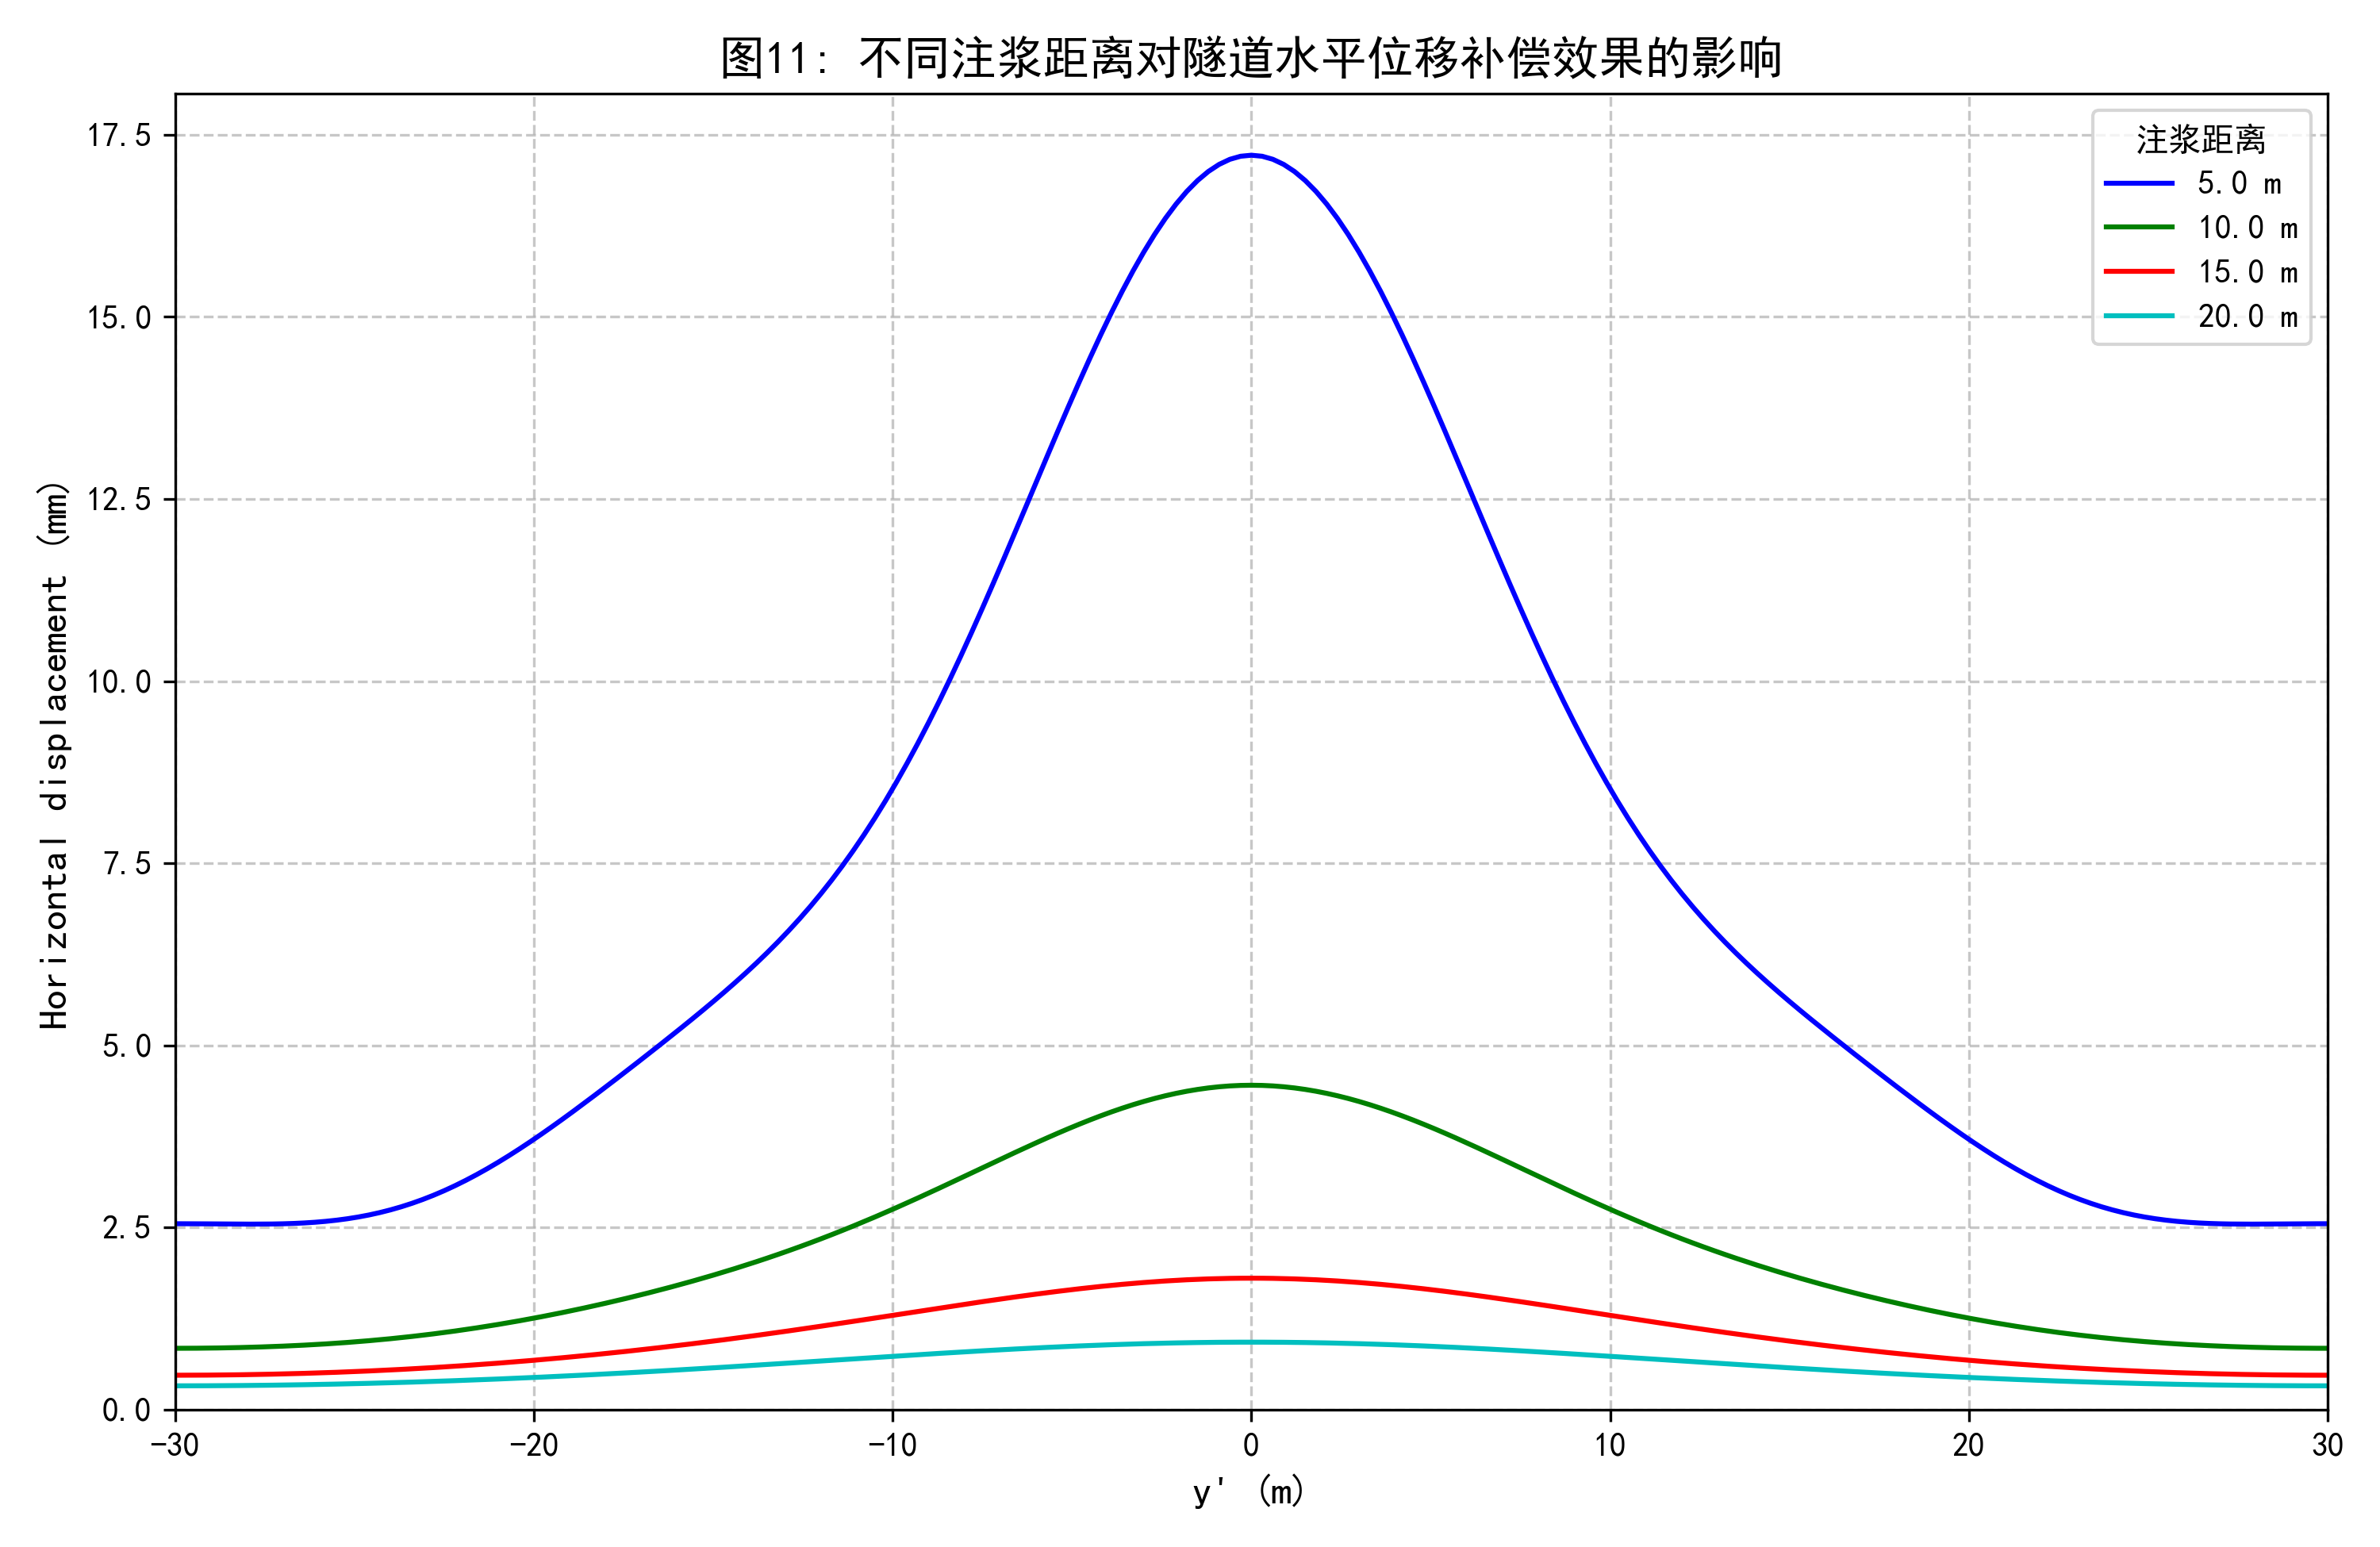 图11: 不同注浆距离对隧道水平位移补偿效果的影响
17.5
15.0
12.5
10.0
7.5
5.0
2.5
0.0
Horizontal displacement (mm)
注浆距离
5.0 m
10.0 m
15.0 m
20.0 m
−30
−20
−10
0
10
20
30
y' (m)